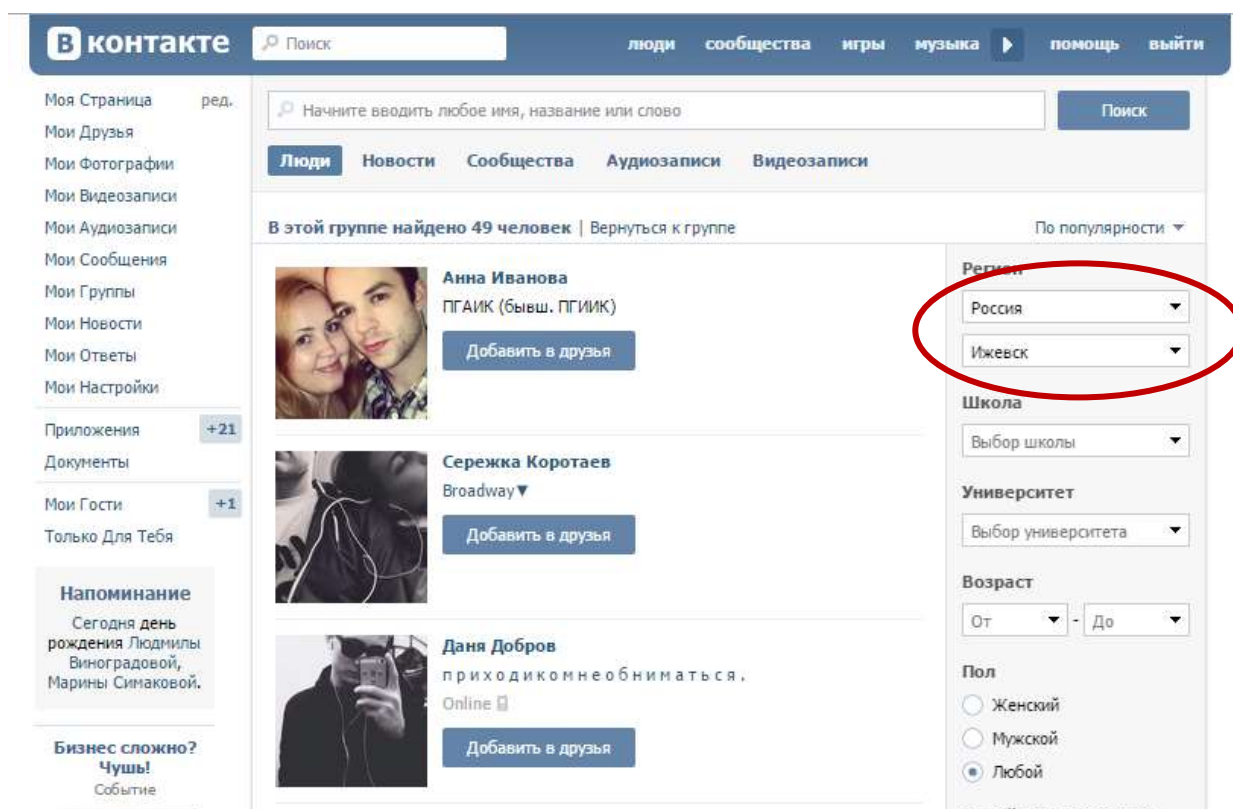 В контакте
Поиск
люди сообщества игры музыка помощь выйти
Моя Страница ред.
Мои Друзья
Мои Фотографии
Мои Видеозаписи
Мои Аудиозаписи
Мои Сообщения
Мои Группы
Мои Новости
Мои Ответы
Мои Настройки
Приложения +21
Документы
Мои Гости +1
Только Для Тебя
Напоминание
Сегодня день
рождения Людмилы
Виноградовой,
Марины Симаковой.
Бизнес сложно?
Чушь!
Событие
Начните вводить любое имя, название или слово
Поиск
Люди Новости Сообщества Аудиозаписи Видеозаписи
В этой группе найдено 49 человек | Вернуться к группе
По популярности
Анна Иванова
ПГАИК (бывш. ПГИИК)
Добавить в друзья
Сережка Коротаев
Broadway▼
Добавить в друзья
Даня Добров
п р и х о д и к о м н е о б н и м а т ь с я .
Online
Добавить в друзья
Регион
Россия
Ижевск
Школа
Выбор школы
Университет
Выбор университета
Возраст
От - До
Пол
Женский
Мужской
Любой